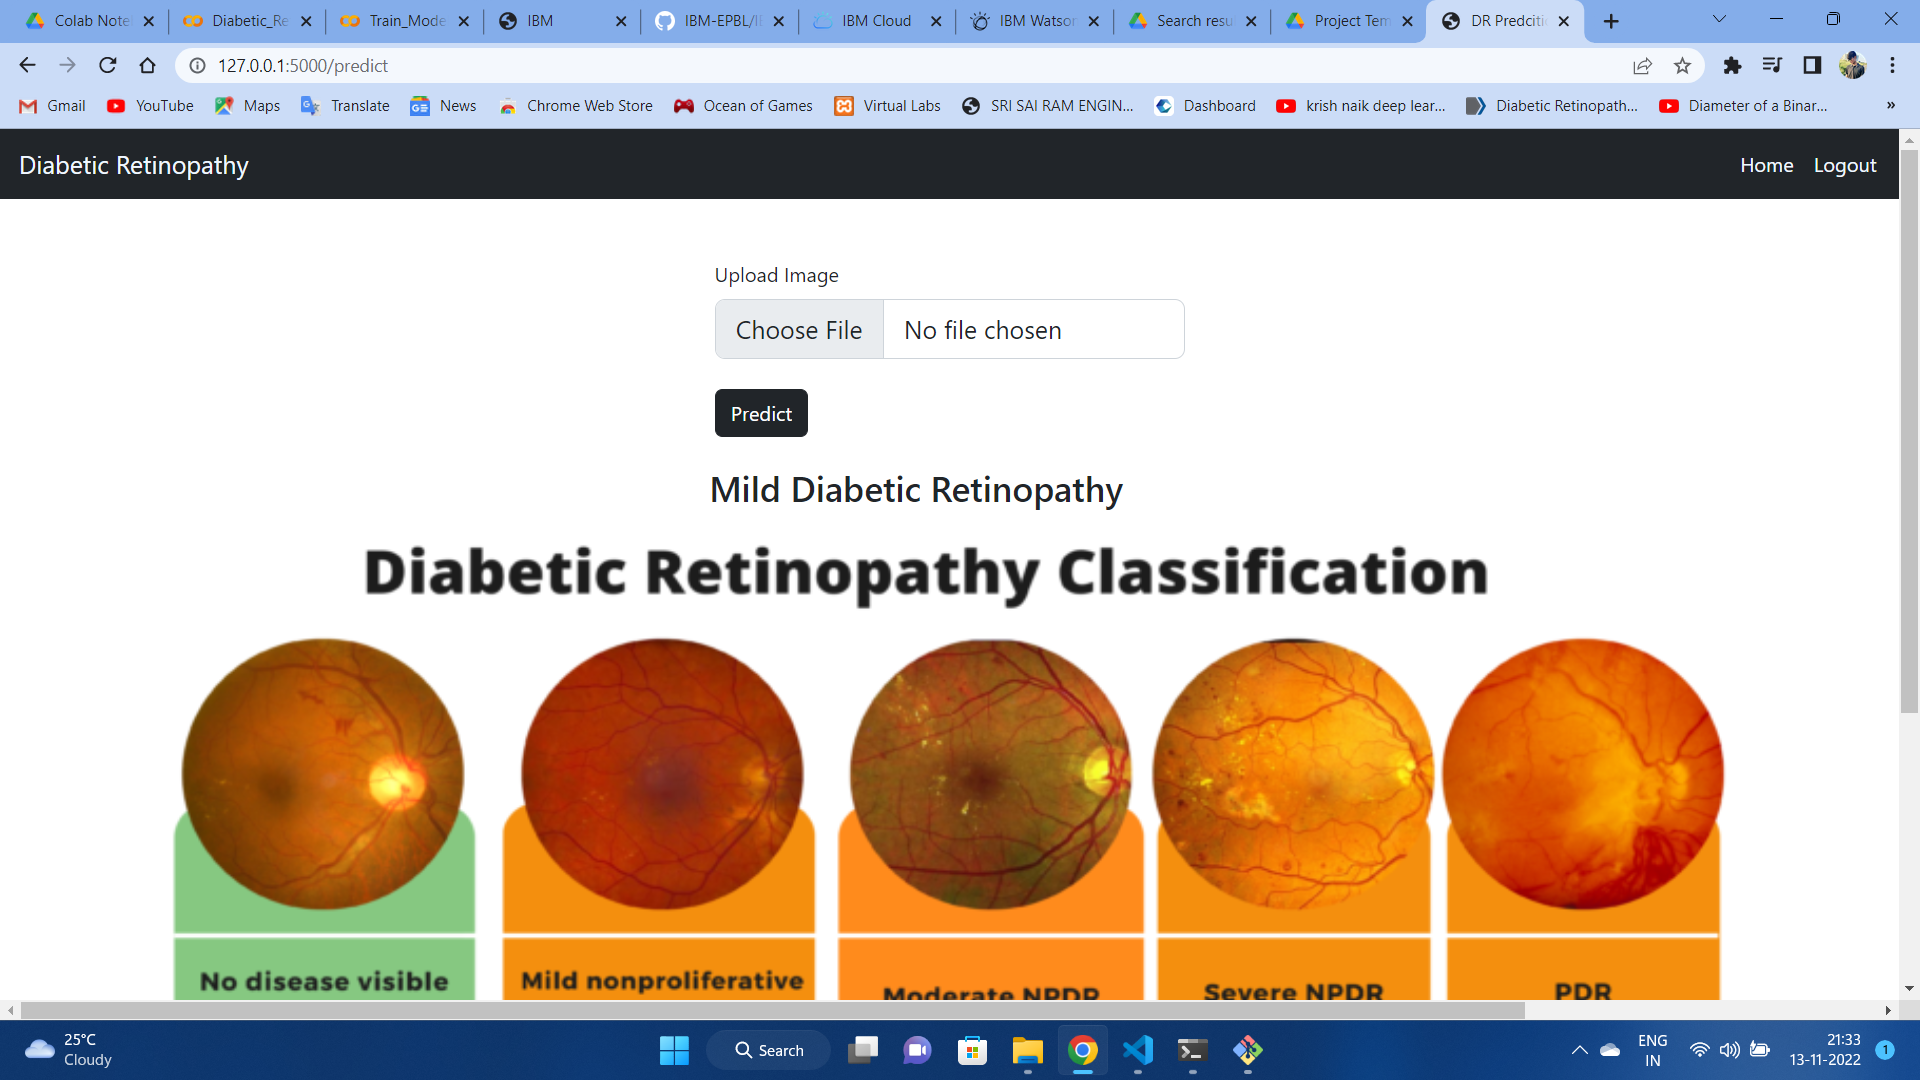 Colab Note
Diabetic_Re
Train_Mode
IBM
IBM-EPBL/I
IBM Cloud
IBM Watson
Search resu
Project Tem
DR Predcitio
127.0.0.1:5000/predict
Gmail
YouTube
Maps
Translate
News
Chrome Web Store
Ocean of Games
Virtual Labs
SRI SAI RAM ENGIN...
Dashboard
krish naik deep lear...
Diabetic Retinopath...
Diameter of a Binar...
»
Diabetic Retinopathy
Home
Logout
Upload Image
Choose File
No file chosen
Predict
Mild Diabetic Retinopathy
Diabetic Retinopathy Classification
No disease visible
Mild nonproliferative
Moderate NPDR
Severe NPDR
PDR
25°C
Cloudy
Search
ENG
IN
21:33
13-11-2022
1